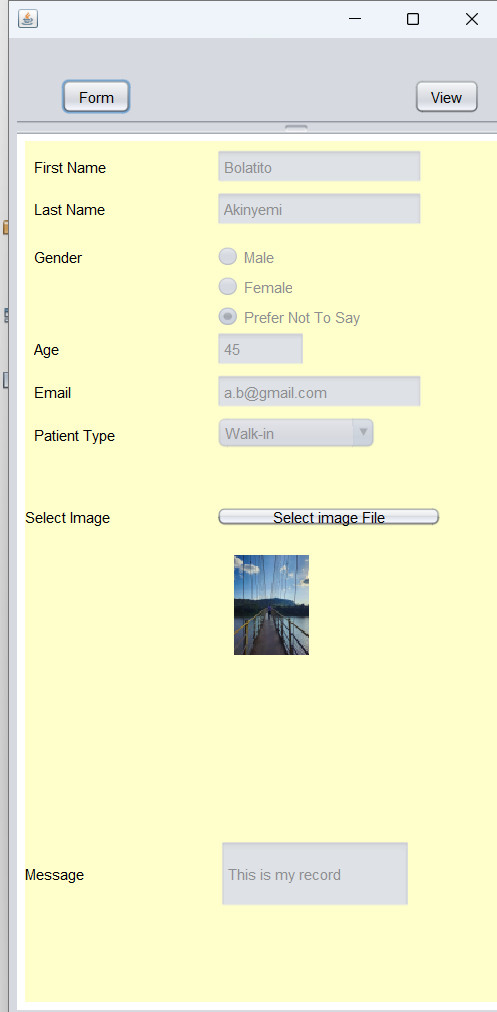 Form View
First Name Bolatito
Last Name Akinyemi
Gender Male
Female
Prefer Not To Say
Age 45
Email a.b@gmail.com
Patient Type Walk-in
Select Image Select image File
Message This is my record